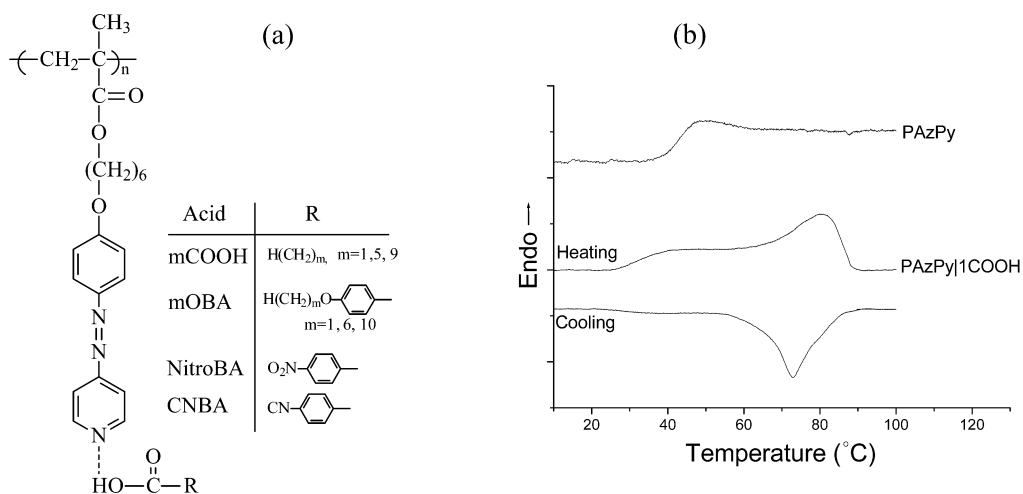 (a)
CH₃
(CH₂—C)n
C=O
O
(CH₂)₆
O
N
N
N
HO—C—R
O
Acid R
mCOOH H(CH₂)m, m=1,5, 9
mOBA H(CH₂)mO
m=1, 6, 10
NitroBA O₂N
CNBA CN
(b)
PAzPy
Heating
PAzPy|1COOH
Cooling
Endo →
20 40 60 80 100 120
Temperature (°C)